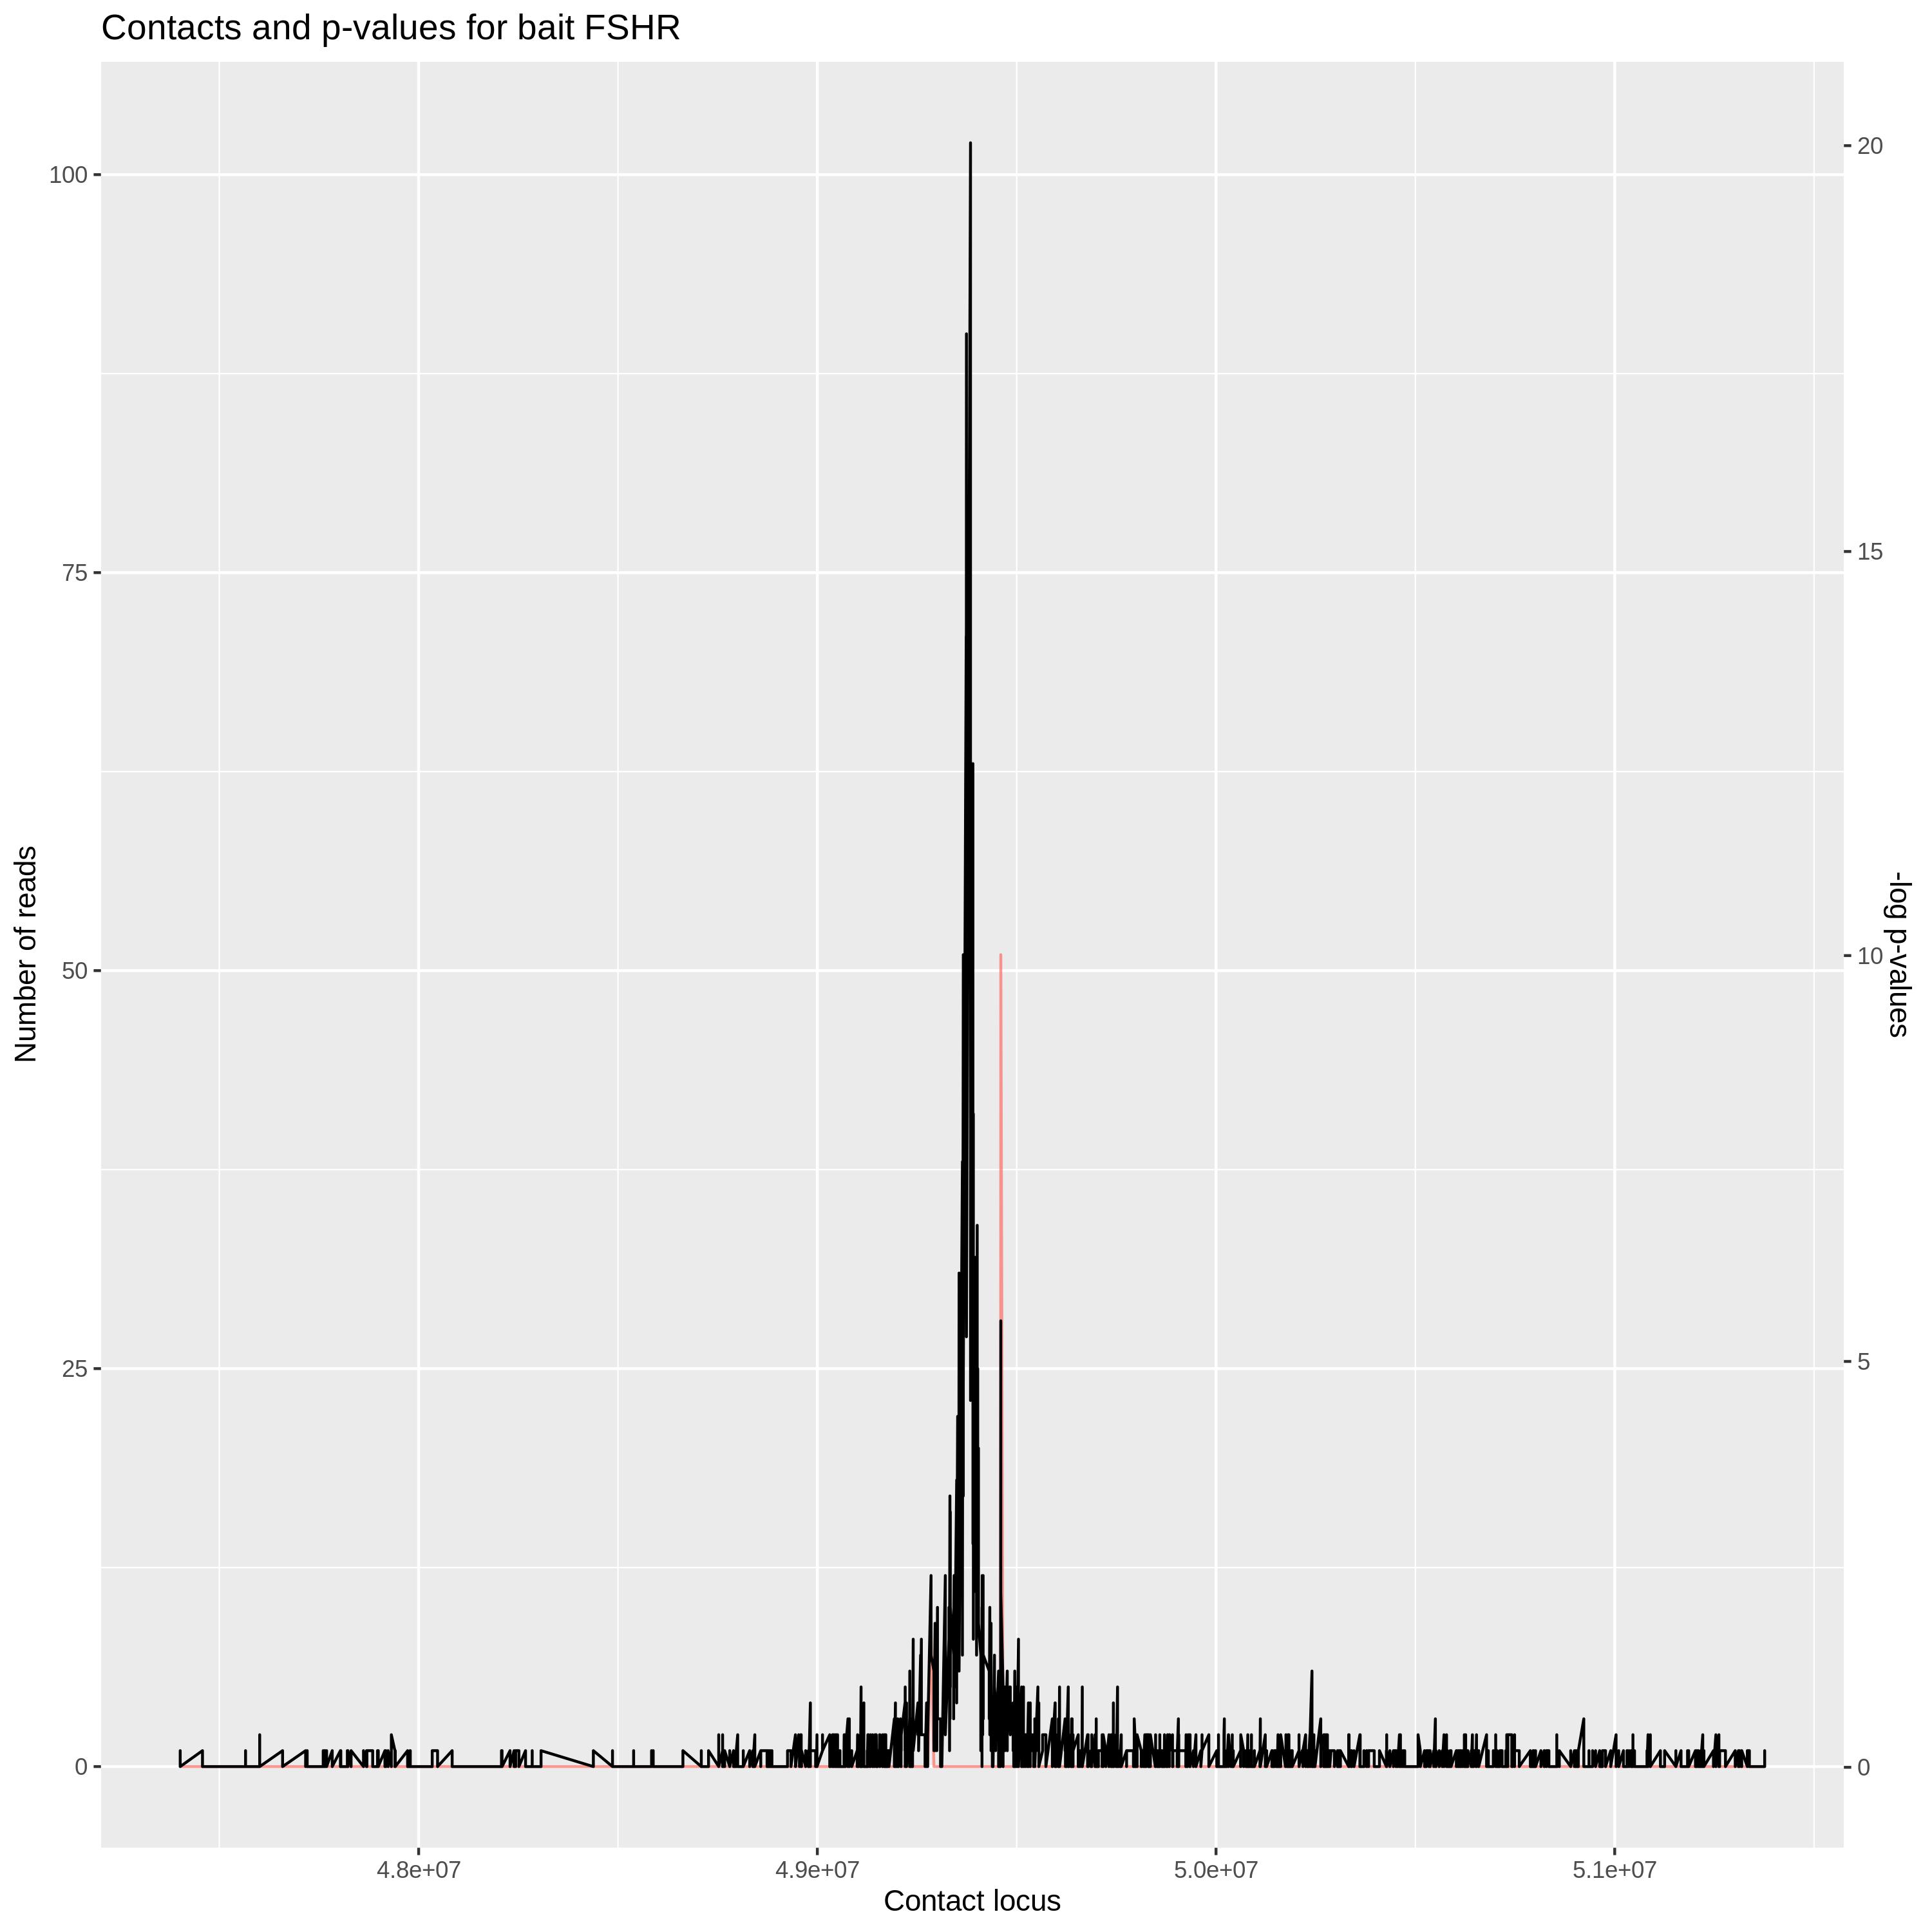 Contacts and p-values for bait FSHR
100
75
50
25
0
Number of reads
20
15
10
5
0
-log p-values
4.8e+07 4.9e+07 5.0e+07 5.1e+07
Contact locus